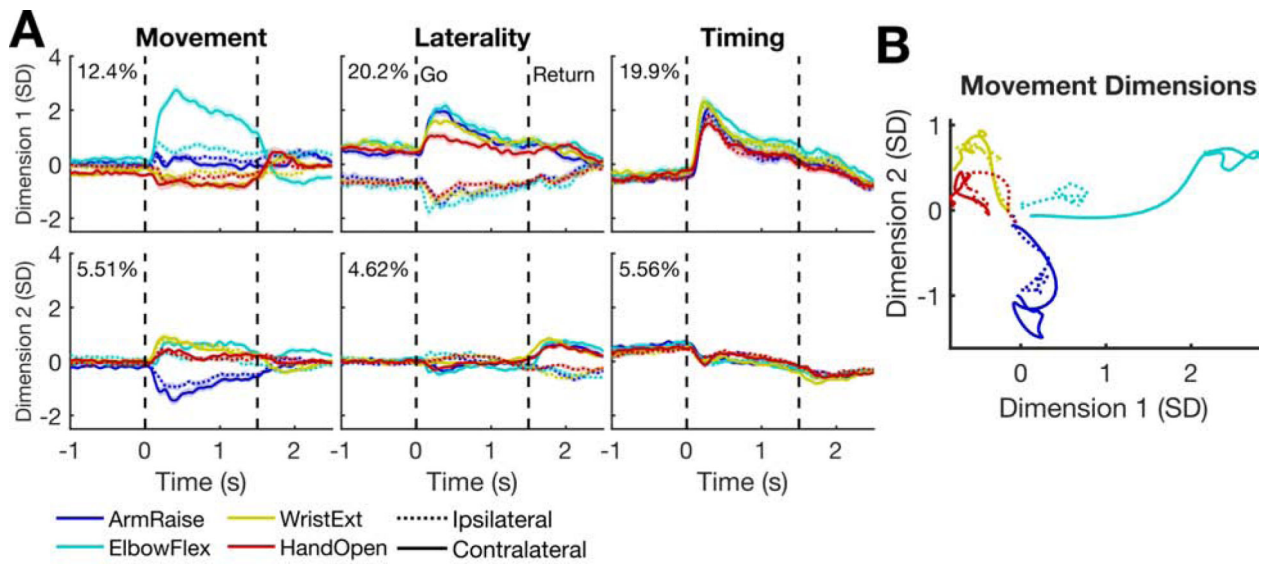 A
Movement
Laterality
Timing
B
Movement Dimensions
Dimension 1 (SD)
4
2
0
-2
12.4%
20.2%
Go
Return
19.9%
Dimension 2 (SD)
4
2
0
-2
5.51%
4.62%
5.56%
-1
0
1
2
Time (s)
0
1
2
Time (s)
0
1
2
Time (s)
Dimension 2 (SD)
1
0
-1
0
1
2
Dimension 1 (SD)
ArmRaise
WristExt
Ipsilateral
ElbowFlex
HandOpen
Contralateral